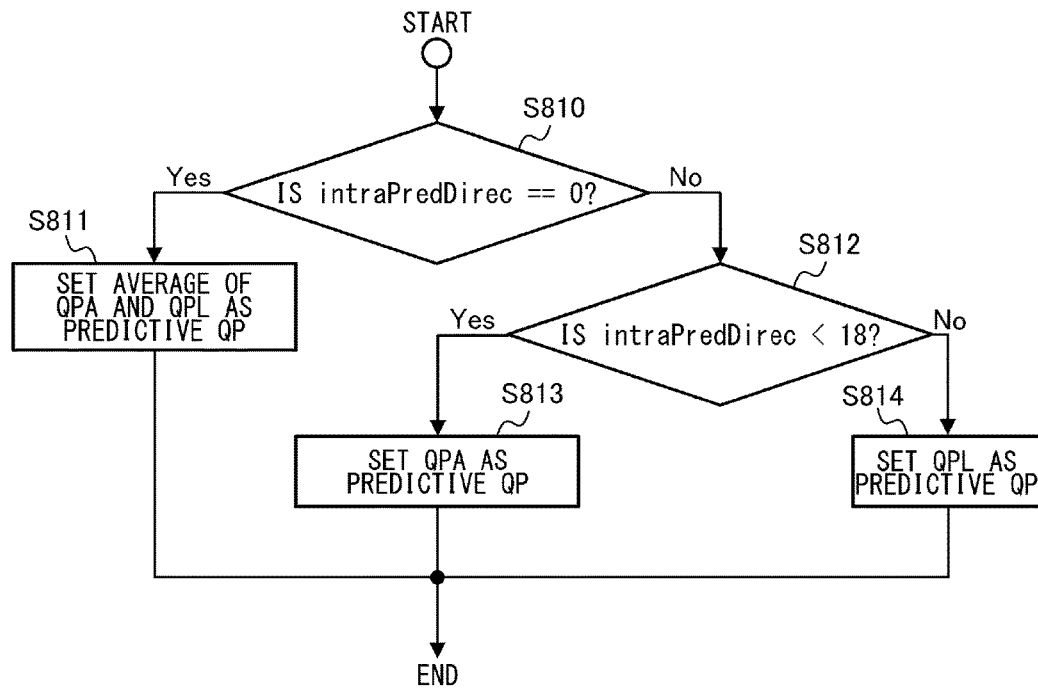 START
S810
IS intraPredDirec == 0?
Yes
No
S811
SET AVERAGE OF
QPA AND QPL AS
PREDICTIVE QP
S812
IS intraPredDirec < 18?
Yes
No
S813
SET QPA AS
PREDICTIVE QP
S814
SET QPL AS
PREDICTIVE QP
END